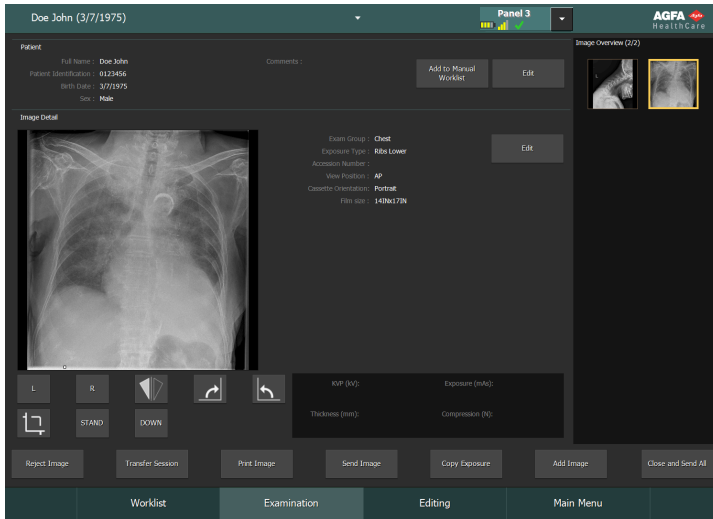 Doe John (3/7/1975)
Panel 3
AGFA
HealthCare
Patient
Full Name : Doe John
Patient Identification : 0123456
Birth Date : 3/7/1975
Sex : Male
Comments :
Add to Manual
Worklist
Edit
Image Overview (2/2)
L
Image Detail
Exam Group : Chest
Exposure Type : Ribs Lower
Accession Number :
View Position : AP
Cassette Orientation: Portrait
Film size : 14INx17IN
Edit
L
R
STAND
DOWN
KVP (kV):
Exposure (mAs):
Thickness (mm):
Compression (N):
Reject Image
Transfer Session
Print Image
Send Image
Copy Exposure
Add Image
Close and Send All
Worklist
Examination
Editing
Main Menu